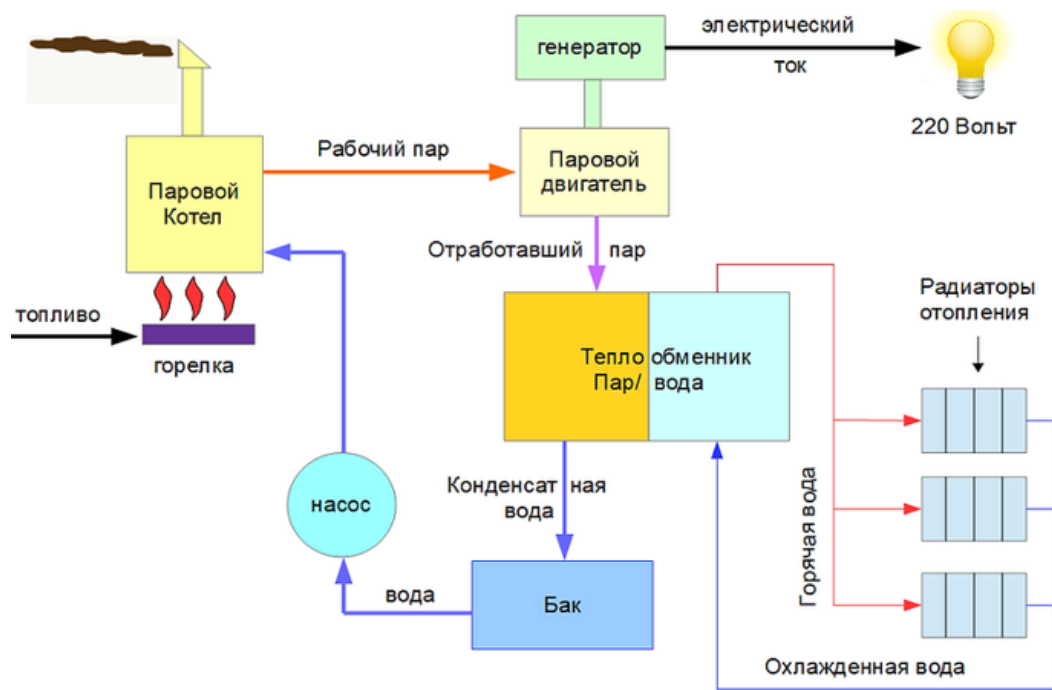 генератор
электрический
ток
220 Вольт
Рабочий пар
Паровой
двигатель
Паровой
Котел
Отработавший пар
топливо
горелка
Радиаторы
отопления
Тепло обменник
Пар/ вода
насос
Конденсат ная
вода
Горячая вода
вода
Бак
Охлажденная вода